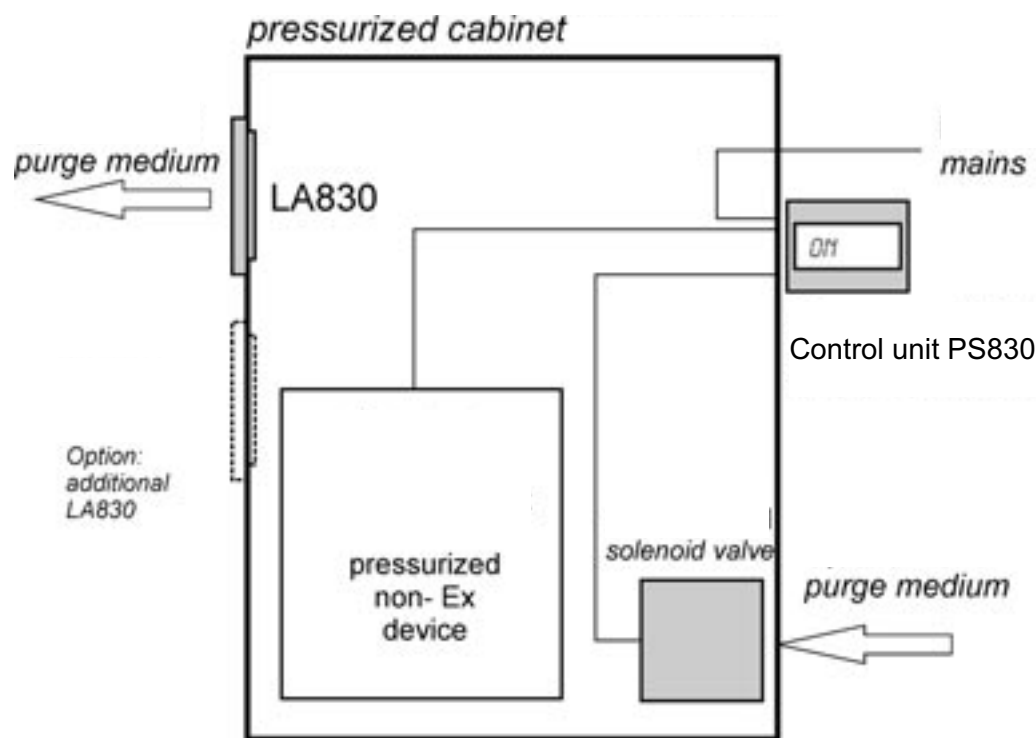 pressurized cabinet
purge medium
LA830
mains
ON
Control unit PS830
Option:
additional
LA830
pressurized
non- Ex
device
solenoid valve
purge medium